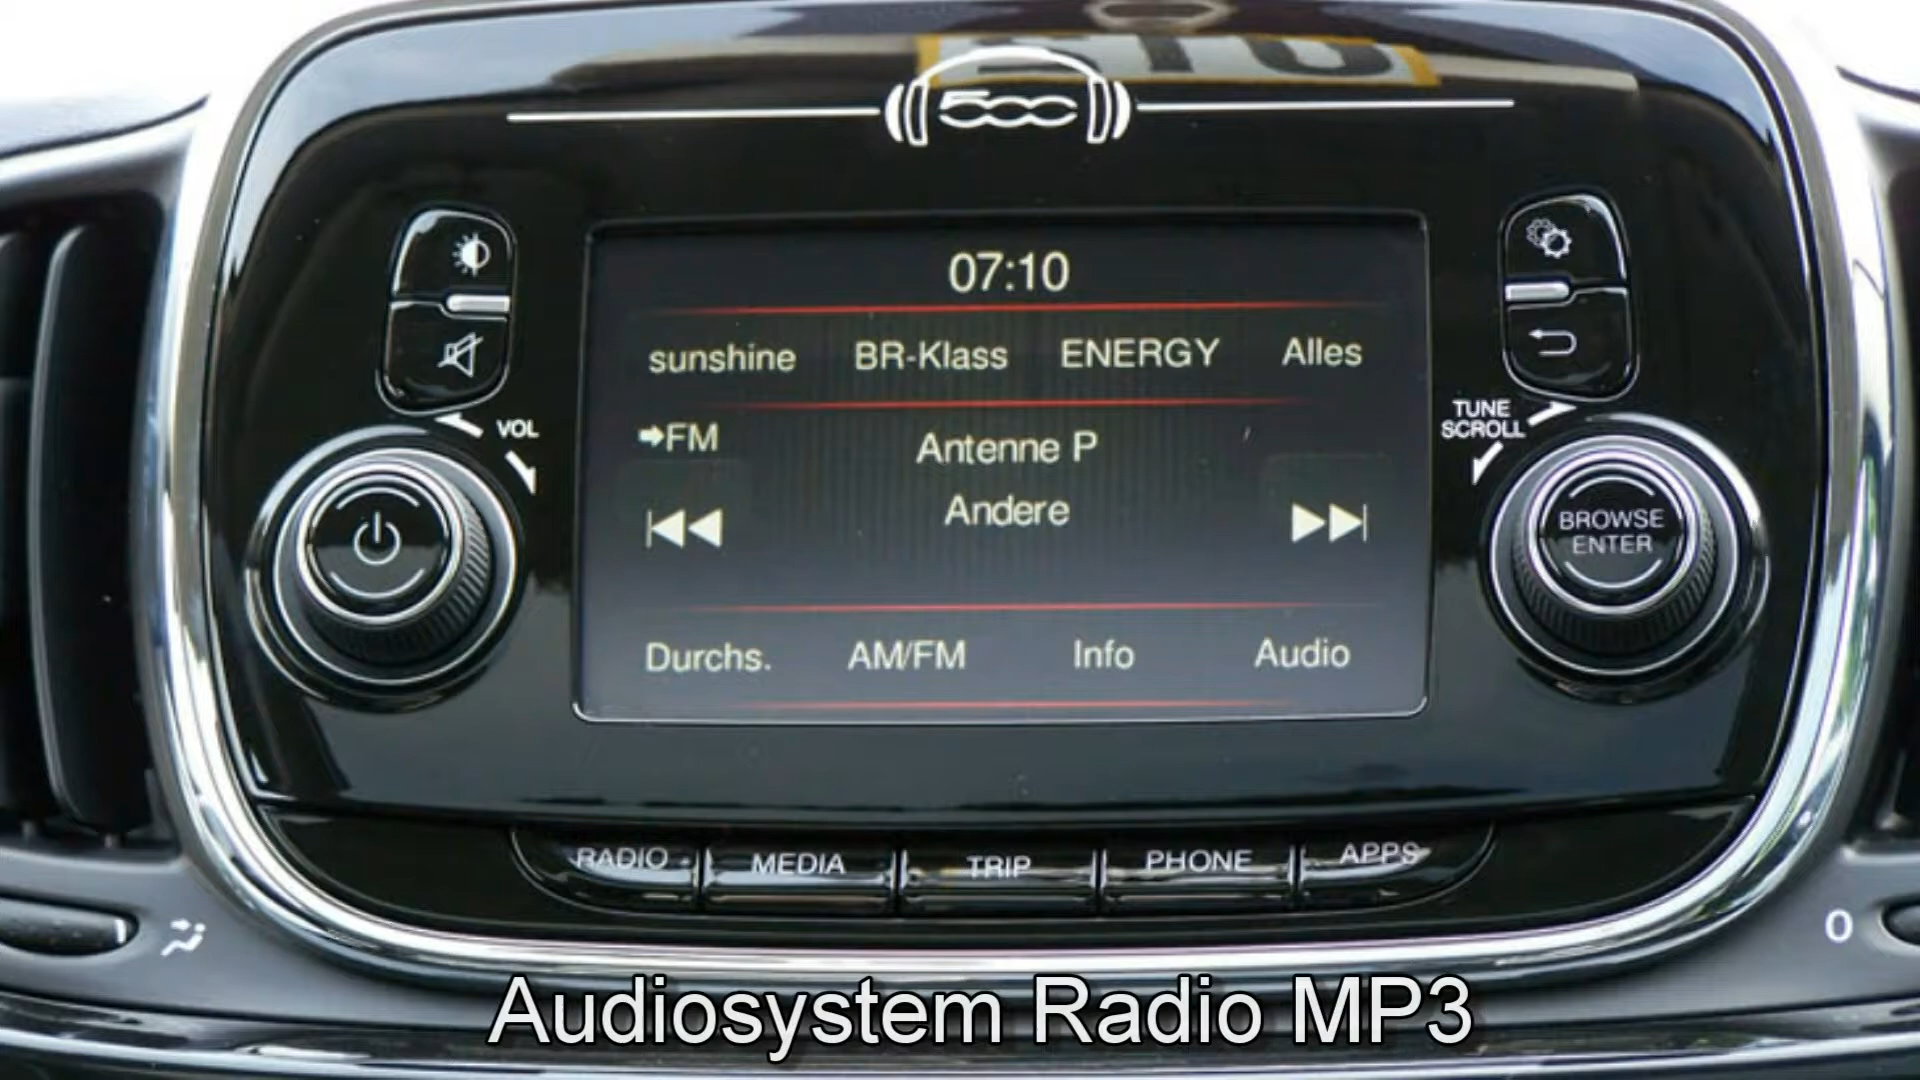 500
07:10
sunshine BR-Klass ENERGY Alles
VOL
TUNE
SCROLL
FM
Antenne P
Andere
BROWSE
ENTER
Durchs. AM/FM Info Audio
RADIO MEDIA TRIP PHONE APPS
0
Audiosystem Radio MP3